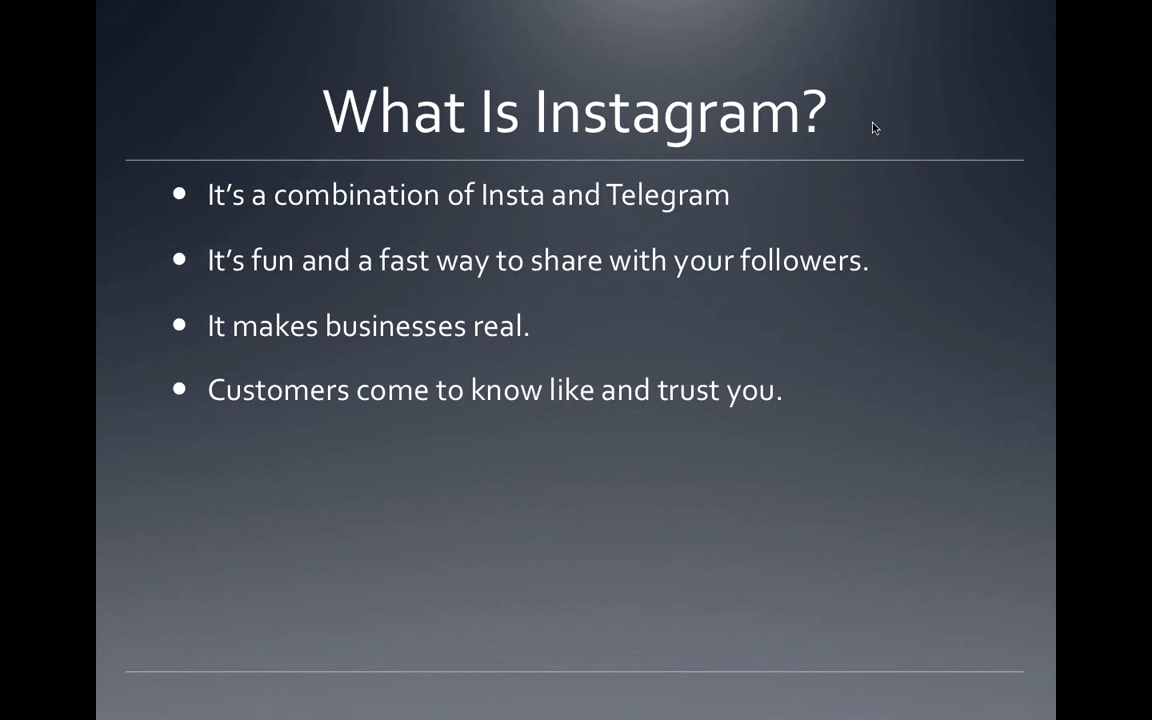 What Is Instagram?
• It’s a combination of Insta and Telegram
• It’s fun and a fast way to share with your followers.
• It makes businesses real.
• Customers come to know like and trust you.